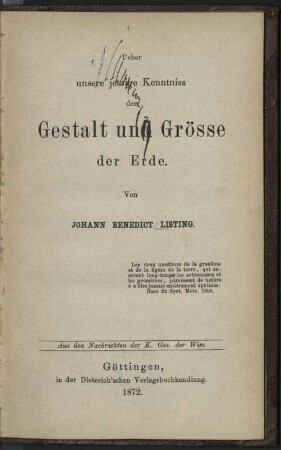 Ueber
unsere jetzige Kenntniss
der
Gestalt und Grösse
der Erde.
Von
JOHANN BENEDICT LISTING.
Les deux questions de la grandeur
et de la figure de la terre, qui oc-
cupent long-temps les astronomes et
les géomètres, paroissent de nature
à n'être jamais entièrement épuisées.
Base du Syst. Métr. 1806.
Aus den Nachrichten der K. Ges. der Wiss.
Göttingen,
in der Dieterich'schen Verlagsbuchhandlung.
1872.